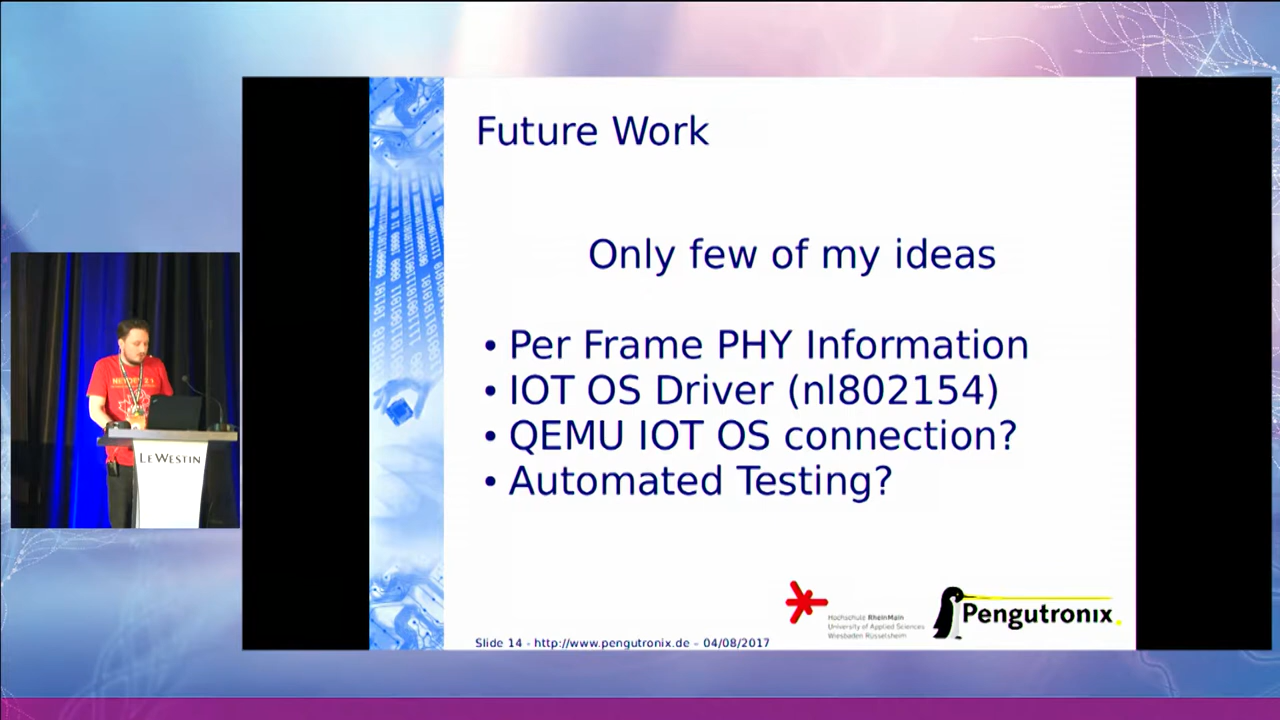 Future Work
Only few of my ideas
• Per Frame PHY Information
• IOT OS Driver (nl802154)
• QEMU IOT OS connection?
• Automated Testing?
Hochschule RheinMain
University of Applied Sciences
Wiesbaden Rüsselsheim
Pengutronix
Slide 14 - http://www.pengutronix.de – 04/08/2017
LE WESTIN